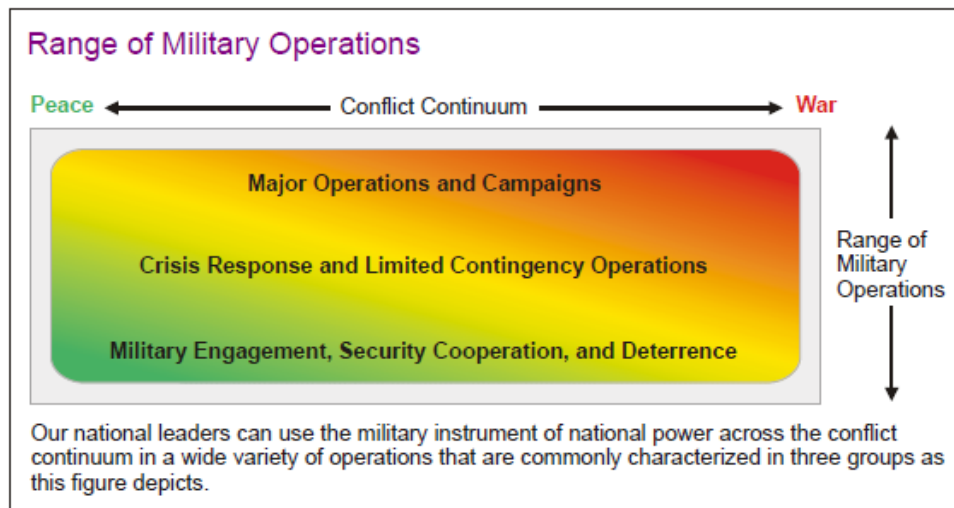 Range of Military Operations
Peace Conflict Continuum War
Major Operations and Campaigns
Crisis Response and Limited Contingency Operations
Military Engagement, Security Cooperation, and Deterrence
Range of
Military
Operations
Our national leaders can use the military instrument of national power across the conflict
continuum in a wide variety of operations that are commonly characterized in three groups as
this figure depicts.